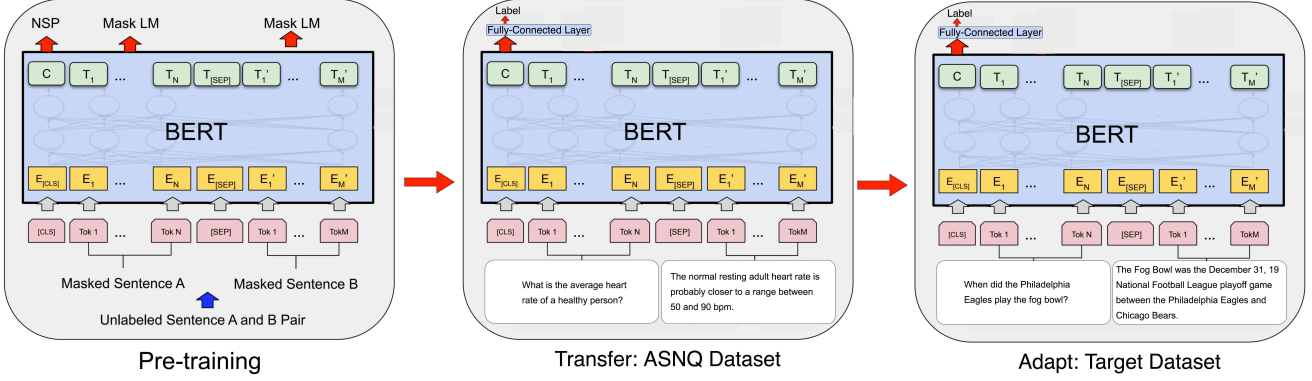 NSP Mask LM Mask LM
C T1 ... TN T[SEP] T1' ... TM'
BERT
E[CLS] E1 ... EN E[SEP] E1' ... EM'
[CLS] Tok 1 ... Tok N [SEP] Tok 1 ... TokM
Masked Sentence A Masked Sentence B
Unlabeled Sentence A and B Pair
Pre-training
Label
Fully-Connected Layer
C T1 ... TN T[SEP] T1' ... TM'
BERT
E[CLS] E1 ... EN E[SEP] E1' ... EM'
[CLS] Tok 1 ... Tok N [SEP] Tok 1 ... TokM
What is the average heart
rate of a healthy person?
The normal resting adult heart rate is
probably closer to a range between
50 and 90 bpm.
Transfer: ASNQ Dataset
Label
Fully-Connected Layer
C T1 ... TN T[SEP] T1' ... TM'
BERT
E[CLS] E1 ... EN E[SEP] E1' ... EM'
[CLS] Tok 1 ... Tok N [SEP] Tok 1 ... TokM
When did the Philadelphia
Eagles play the fog bowl?
The Fog Bowl was the December 31, 19
National Football League playoff game
between the Philadelphia Eagles and
Chicago Bears.
Adapt: Target Dataset